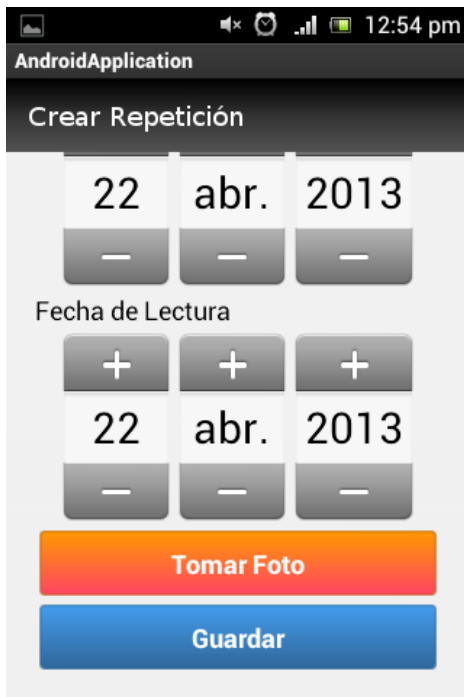 12:54 pm
AndroidApplication
Crear Repetición
22 abr. 2013
— — —
Fecha de Lectura
+ + +
22 abr. 2013
— — —
Tomar Foto
Guardar